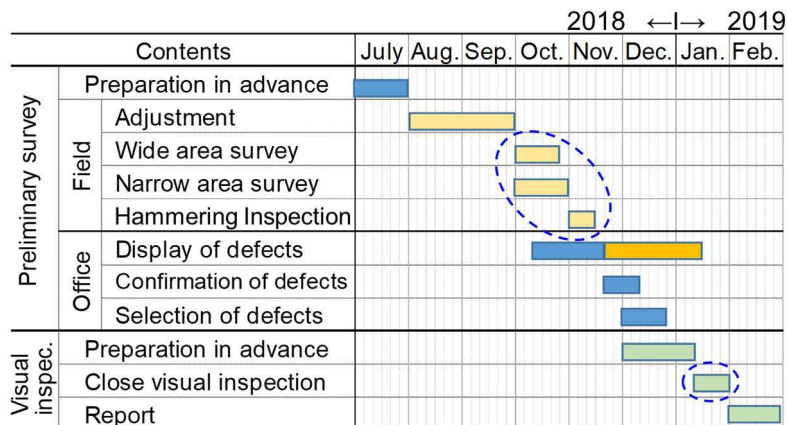 2018 ←I→ 2019
Contents July Aug. Sep. Oct. Nov. Dec. Jan. Feb.
Preliminary survey
Preparation in advance
Field
Adjustment
Wide area survey
Narrow area survey
Hammering Inspection
Office
Display of defects
Confirmation of defects
Selection of defects
Visual
inspec.
Preparation in advance
Close visual inspection
Report